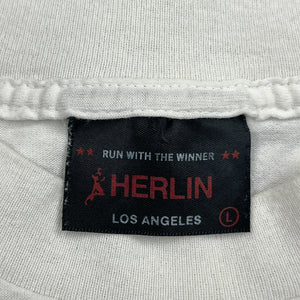 ★★ RUN WITH THE WINNER ★★
HERLIN
LOS ANGELES L